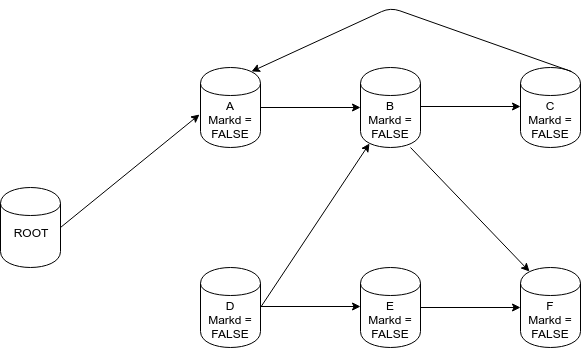 A
Markd =
FALSE
B
Markd =
FALSE
C
Markd =
FALSE
ROOT
D
Markd =
FALSE
E
Markd =
FALSE
F
Markd =
FALSE